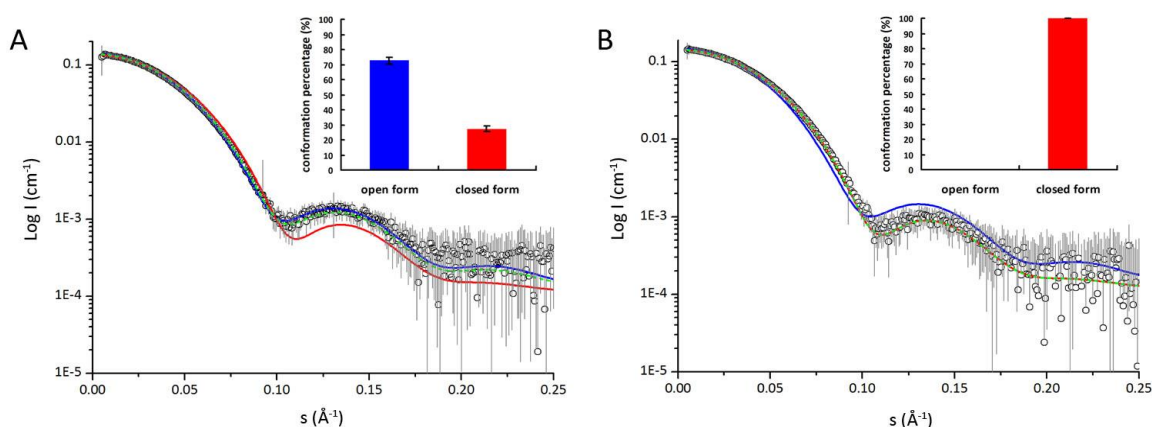 A
Log I (cm⁻¹)
0.1
0.01
1E-3
1E-4
1E-5
0.00 0.05 0.10 0.15 0.20 0.25
s (Å⁻¹)
conformation percentage (%)
100
90
80
70
60
50
40
30
20
10
0
open form closed form
B
Log I (cm⁻¹)
0.1
0.01
1E-3
1E-4
1E-5
0.00 0.05 0.10 0.15 0.20 0.25
s (Å⁻¹)
conformation percentage (%)
100
90
80
70
60
50
40
30
20
10
0
open form closed form